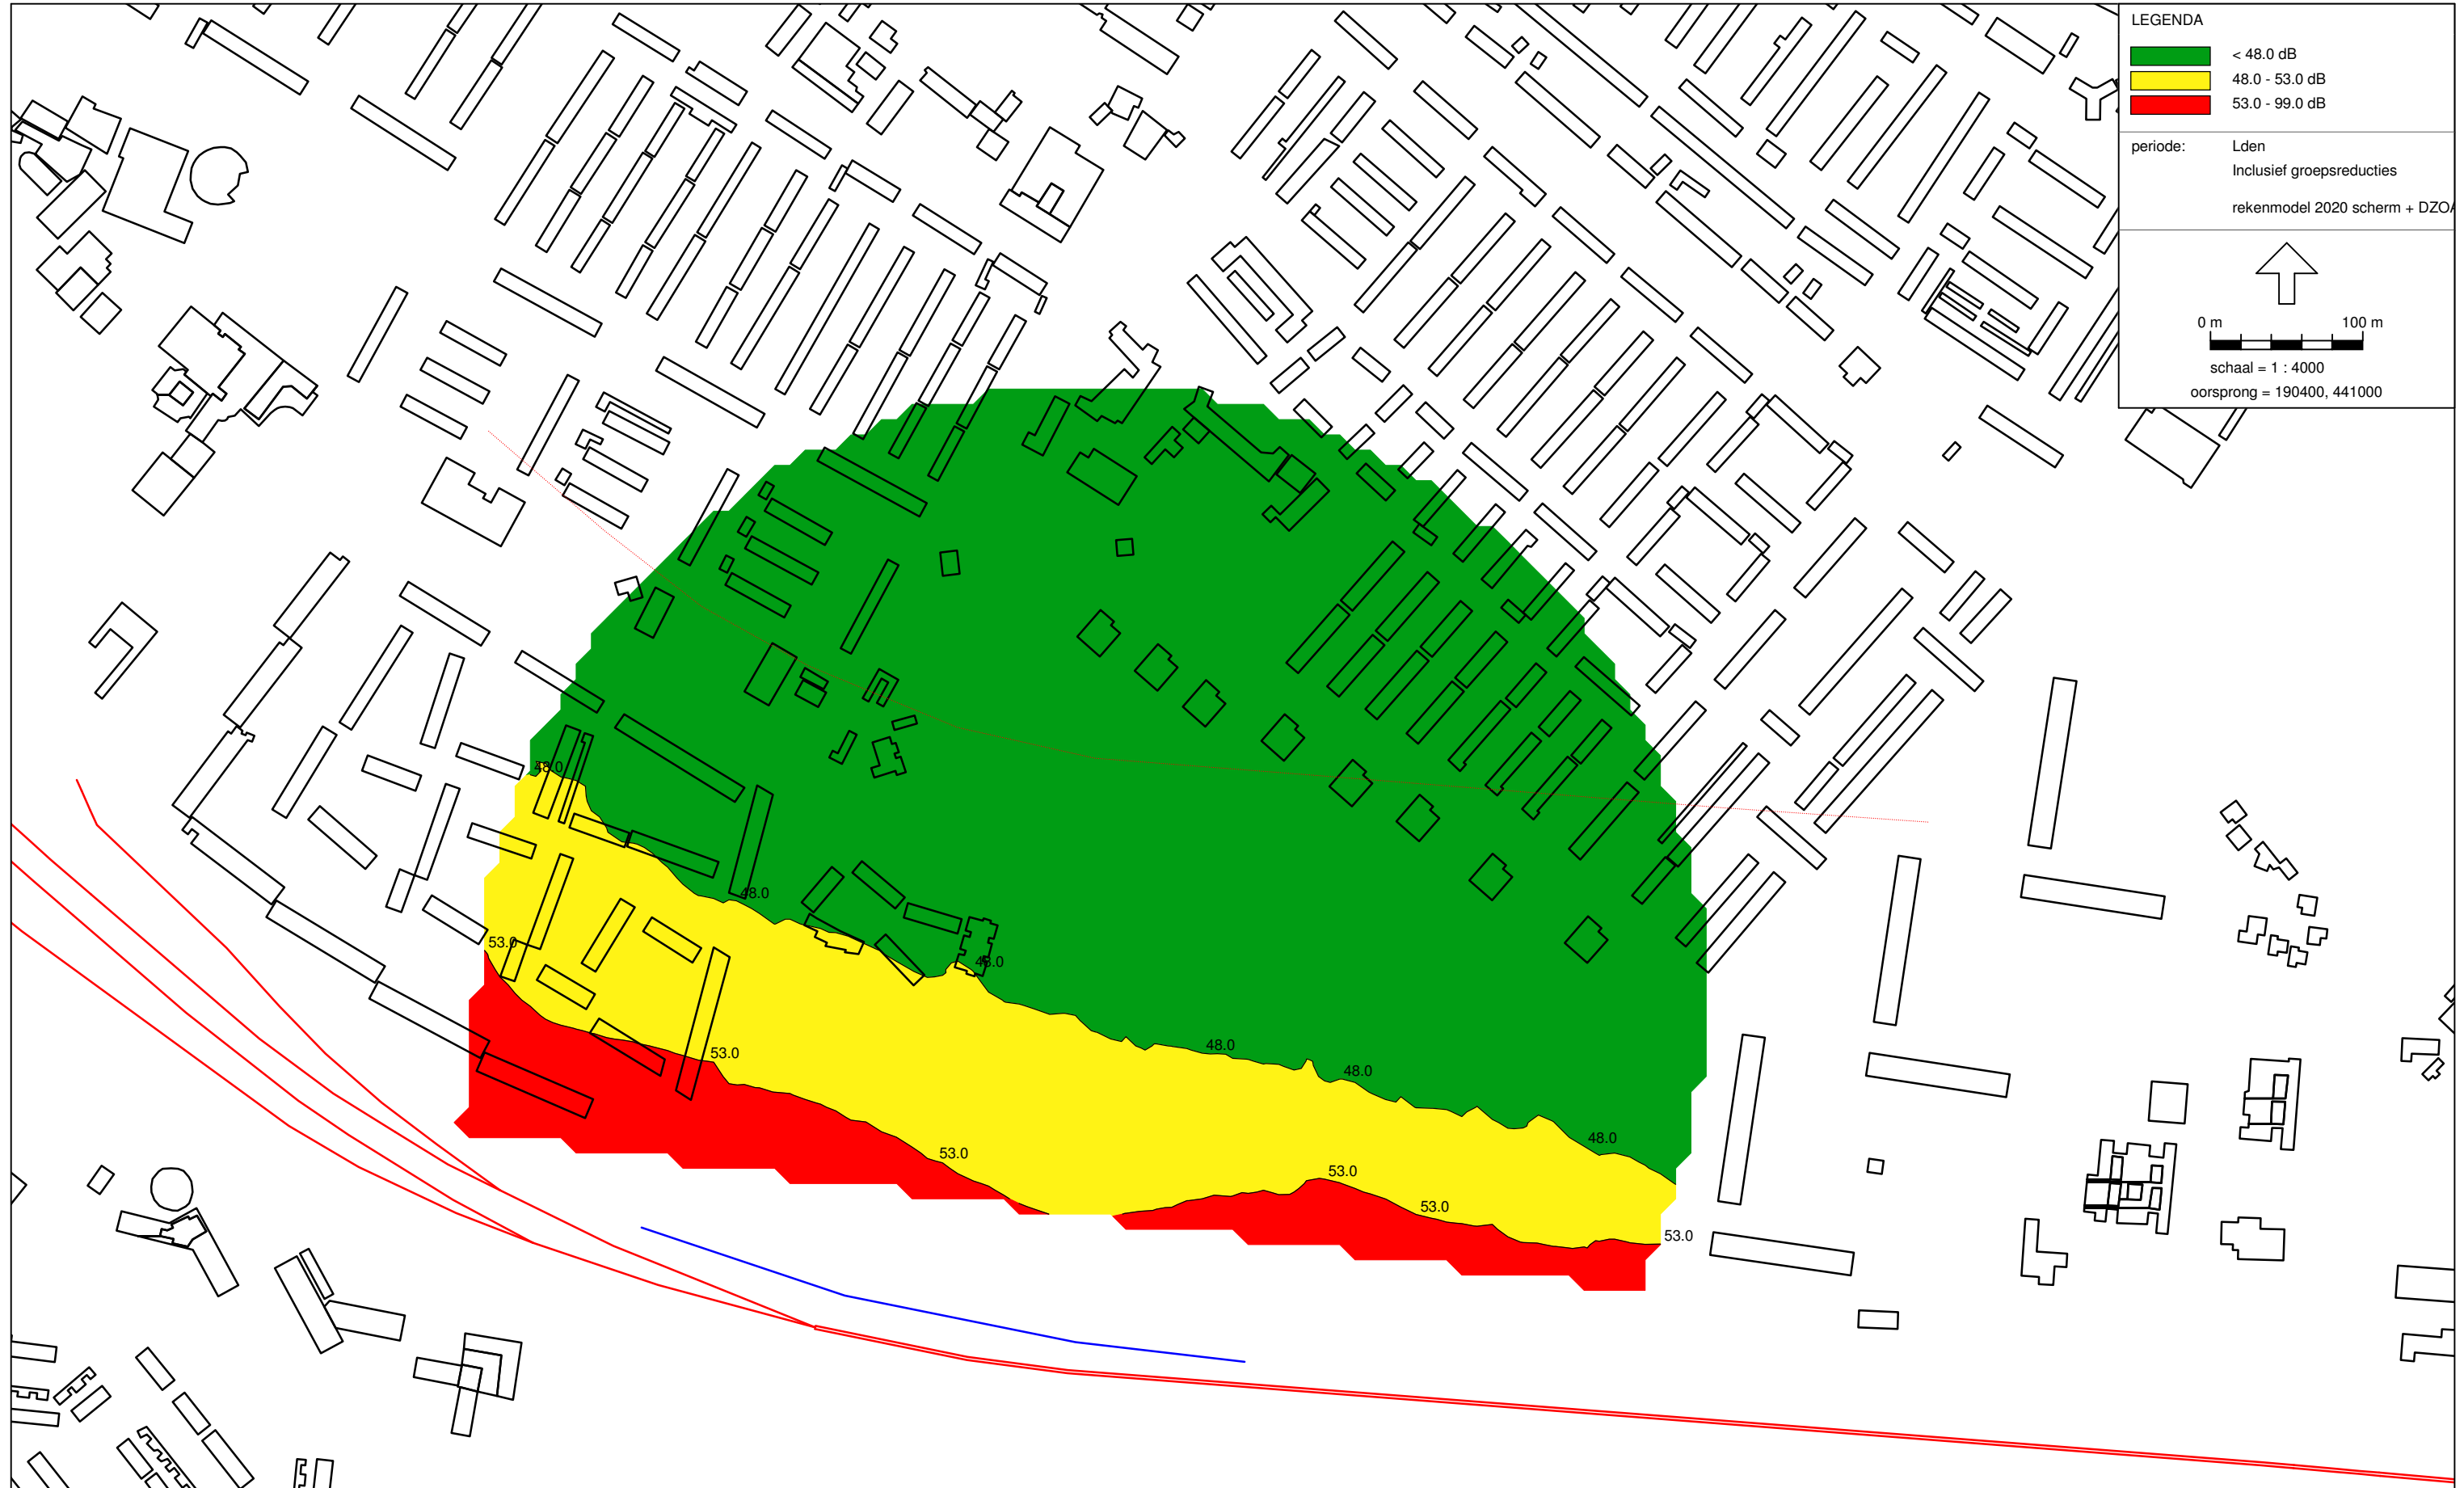 LEGENDA
< 48.0 dB
48.0 - 53.0 dB
53.0 - 99.0 dB
periode: Lden
Inclusief groepsreducties
rekenmodel 2020 scherm + DZOA
0 m 100 m
schaal = 1 : 4000
oorsprong = 190400, 441000
48.0
48.0
53.0
48.0
48.0
53.0
48.0
48.0
53.0
53.0
53.0
53.0